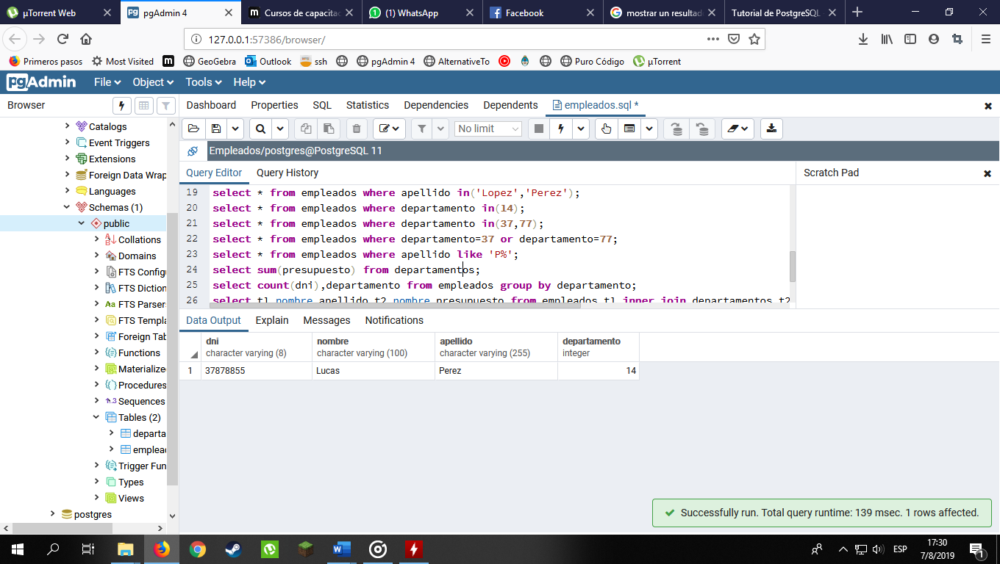 µTorrent Web
pgAdmin 4
Cursos de capacitac
(1) WhatsApp
Facebook
mostrar un resultad
Tutorial de PostgreSQL
127.0.0.1:57386/browser/
Primeros pasos
Most Visited
GeoGebra
Outlook
ssh
pgAdmin 4
AlternativeTo
Puro Código
µTorrent
pgAdmin
File
Object
Tools
Help
Browser
Dashboard
Properties
SQL
Statistics
Dependencies
Dependents
empleados.sql *
No limit
Empleados/postgres@PostgreSQL 11
Query Editor
Query History
Scratch Pad
Catalogs
Event Triggers
Extensions
Foreign Data Wrap
Languages
Schemas (1)
public
Collations
Domains
FTS Config
FTS Diction
FTS Parser
FTS Templa
Foreign Tab
Functions
Materialize
Procedures
Sequences
Tables (2)
departa
emplea
Trigger Fun
Types
Views
postgres
19 select * from empleados where apellido in('Lopez','Perez');
20 select * from empleados where departamento in(14);
21 select * from empleados where departamento in(37,77);
22 select * from empleados where departamento=37 or departamento=77;
23 select * from empleados where apellido like 'P%';
24 select sum(presupuesto) from departamentos;
25 select count(dni),departamento from empleados group by departamento;
26 select t1.nombre,apellido,t2.nombre,presupuesto from empleados t1 inner join departamentos t2
Data Output
Explain
Messages
Notifications
dni
character varying (8)
nombre
character varying (100)
apellido
character varying (255)
departamento
integer
1 37878855 Lucas Perez 14
Successfully run. Total query runtime: 139 msec. 1 rows affected.
ESP
17:30
7/8/2019
1